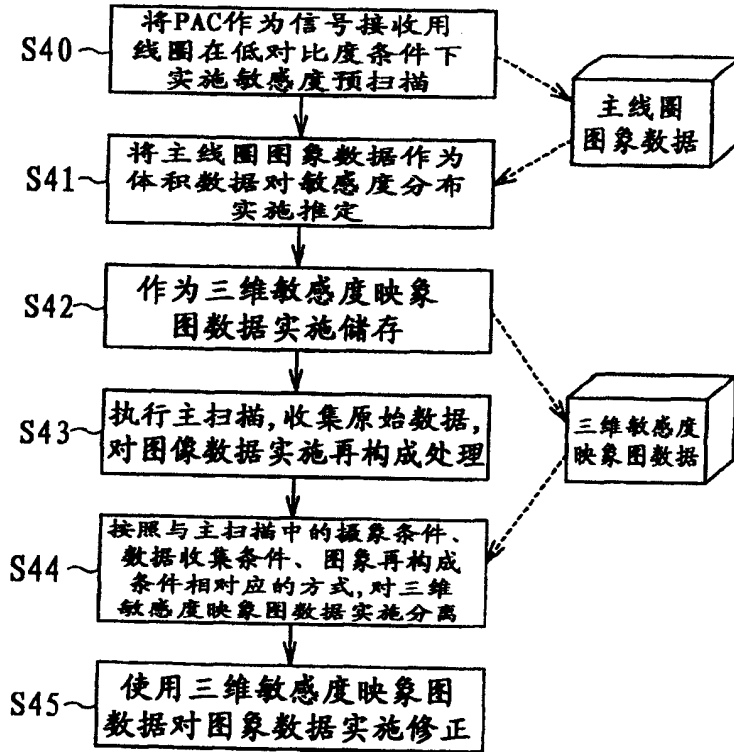 S40
将PAC作为信号接收用
线圈在低对比度条件下
实施敏感度预扫描
主线圈
图象数据
S41
将主线圈图象数据作为
体积数据对敏感度分布
实施推定
S42
作为三维敏感度映象
图数据实施储存
S43
执行主扫描,收集原始数据,
对图像数据实施再构成处理
三维敏感度
映象图数据
S44
按照与主扫描中的摄象条件、
数据收集条件、图象再构成
条件相对应的方式,对三维
敏感度映象图数据实施分离
S45
使用三维敏感度映象图
数据对图象数据实施修正